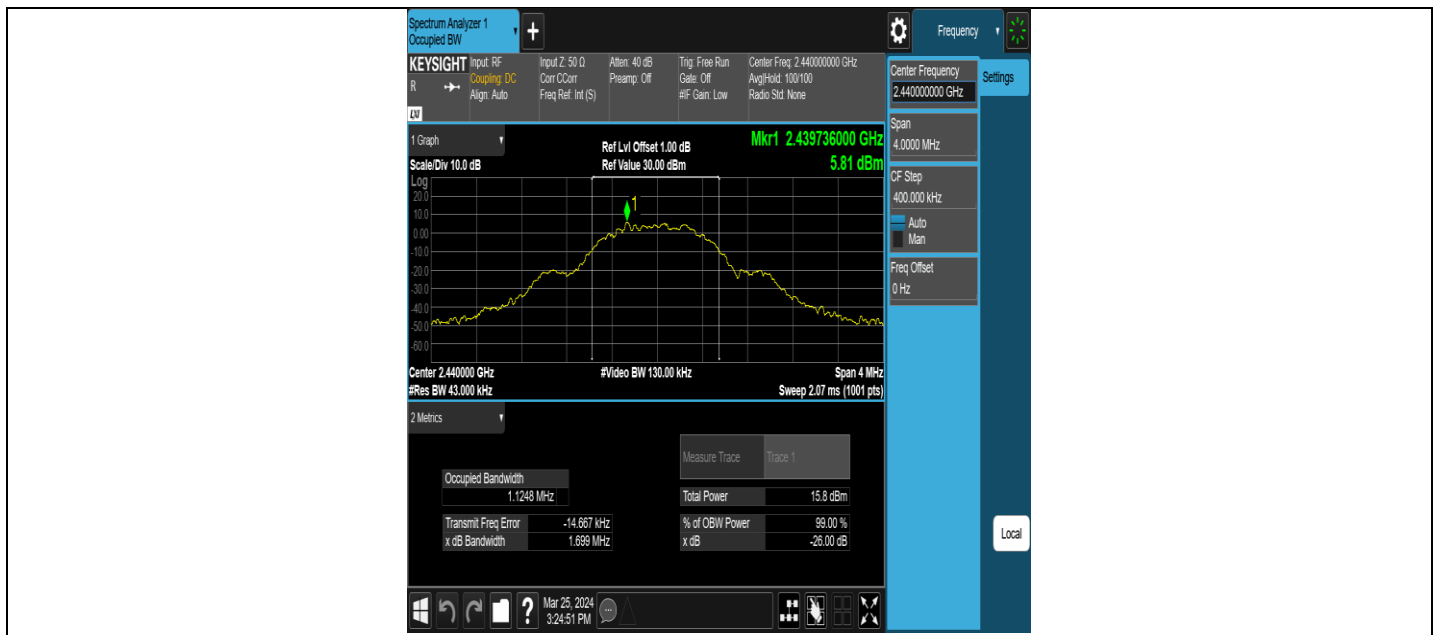 Spectrum Analyzer 1
Occupied BW
+
Frequency
KEYSIGHT
R
LXI
Input: RF
Coupling: DC
Align: Auto
Input Z: 50 Ω
Corr CCorr
Freq Ref: Int (S)
Atten: 40 dB
Preamp: Off
Trig: Free Run
Gate: Off
#IF Gain: Low
Center Freq: 2.440000000 GHz
Avg|Hold: 100/100
Radio Std: None
Center Frequency
2.440000000 GHz
Settings
Span
4.0000 MHz
CF Step
400.000 kHz
Auto
Man
Freq Offset
0 Hz
Local
1 Graph
Scale/Div 10.0 dB
Ref Lvl Offset 1.00 dB
Ref Value 30.00 dBm
Mkr1 2.439736000 GHz
5.81 dBm
Log
20.0
10.0
0.00
-10.0
-20.0
-30.0
-40.0
-50.0
-60.0
1
Center 2.440000 GHz
#Res BW 43.000 kHz
#Video BW 130.00 kHz
Span 4 MHz
Sweep 2.07 ms (1001 pts)
2 Metrics
Measure Trace Trace 1
Occupied Bandwidth
1.1248 MHz
Total Power 15.8 dBm
Transmit Freq Error -14.667 kHz
% of OBW Power 99.00 %
x dB Bandwidth 1.699 MHz
x dB -26.00 dB
?
Mar 25, 2024
3:24:51 PM